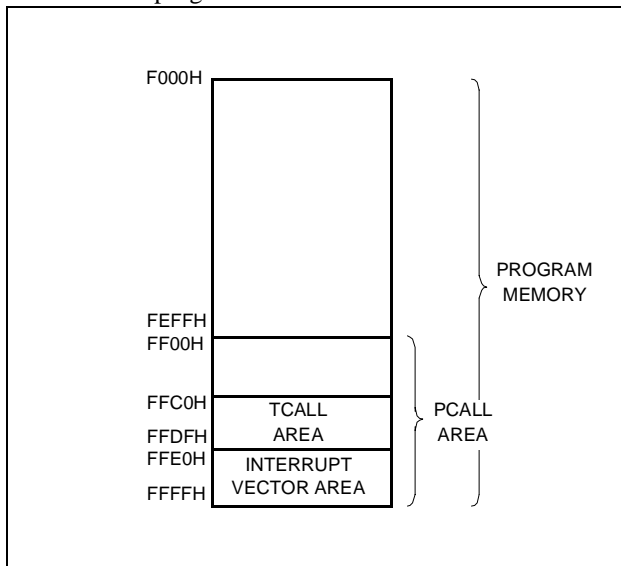 F000H
PROGRAM
MEMORY
FEFFH
FF00H
FFC0H
TCALL
AREA
PCALL
AREA
FFDFH
FFE0H
INTERRUPT
VECTOR AREA
FFFFH